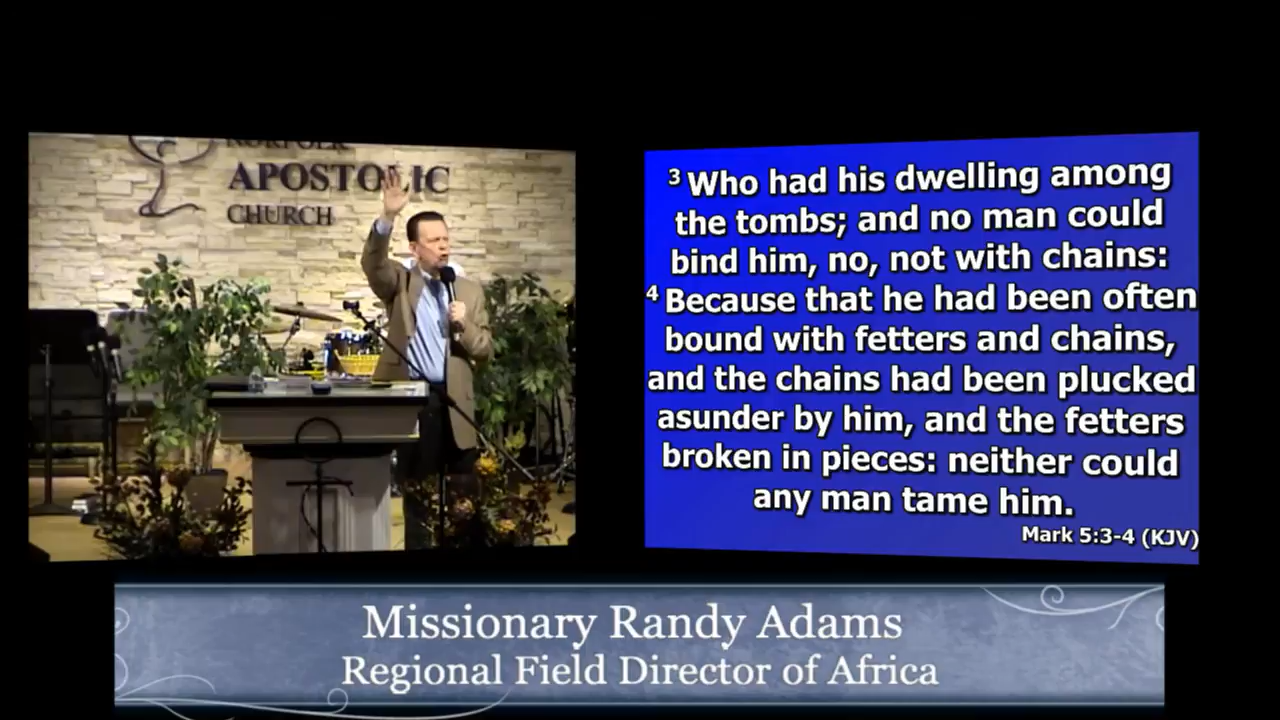 NORFOLK
APOSTOLIC
CHURCH
3 Who had his dwelling among
the tombs; and no man could
bind him, no, not with chains:
4 Because that he had been often
bound with fetters and chains,
and the chains had been plucked
asunder by him, and the fetters
broken in pieces: neither could
any man tame him.
Mark 5:3-4 (KJV)
Missionary Randy Adams
Regional Field Director of Africa